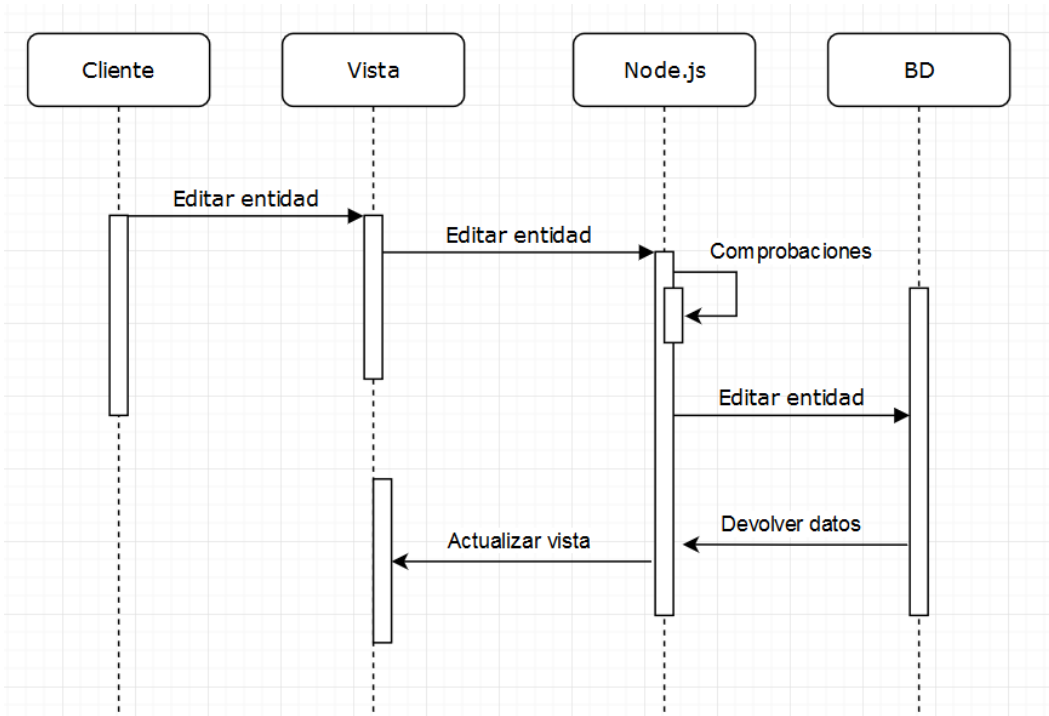 Cliente
Vista
Node.js
BD
Editar entidad
Editar entidad
Comprobaciones
Editar entidad
Devolver datos
Actualizar vista